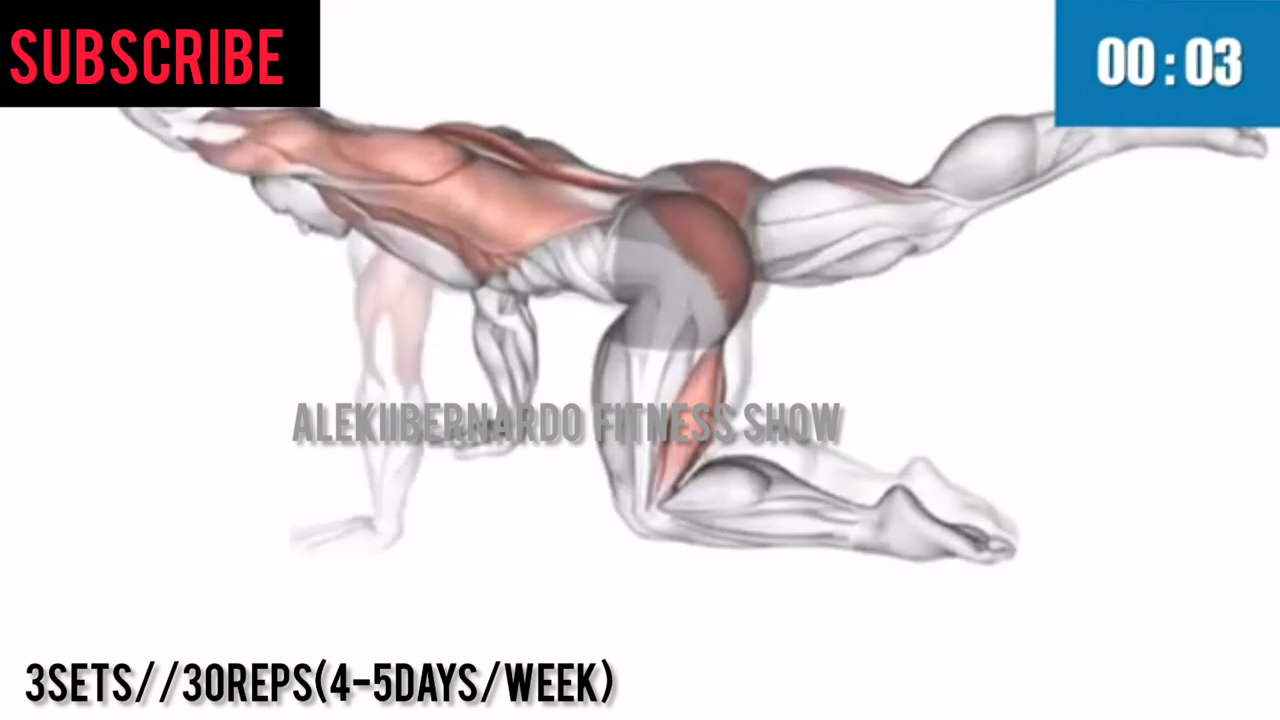 SUBSCRIBE
00:03
ALEKIIBERNARDO FITNESS SHOW
3SETS//30REPS(4-5DAYS/WEEK)